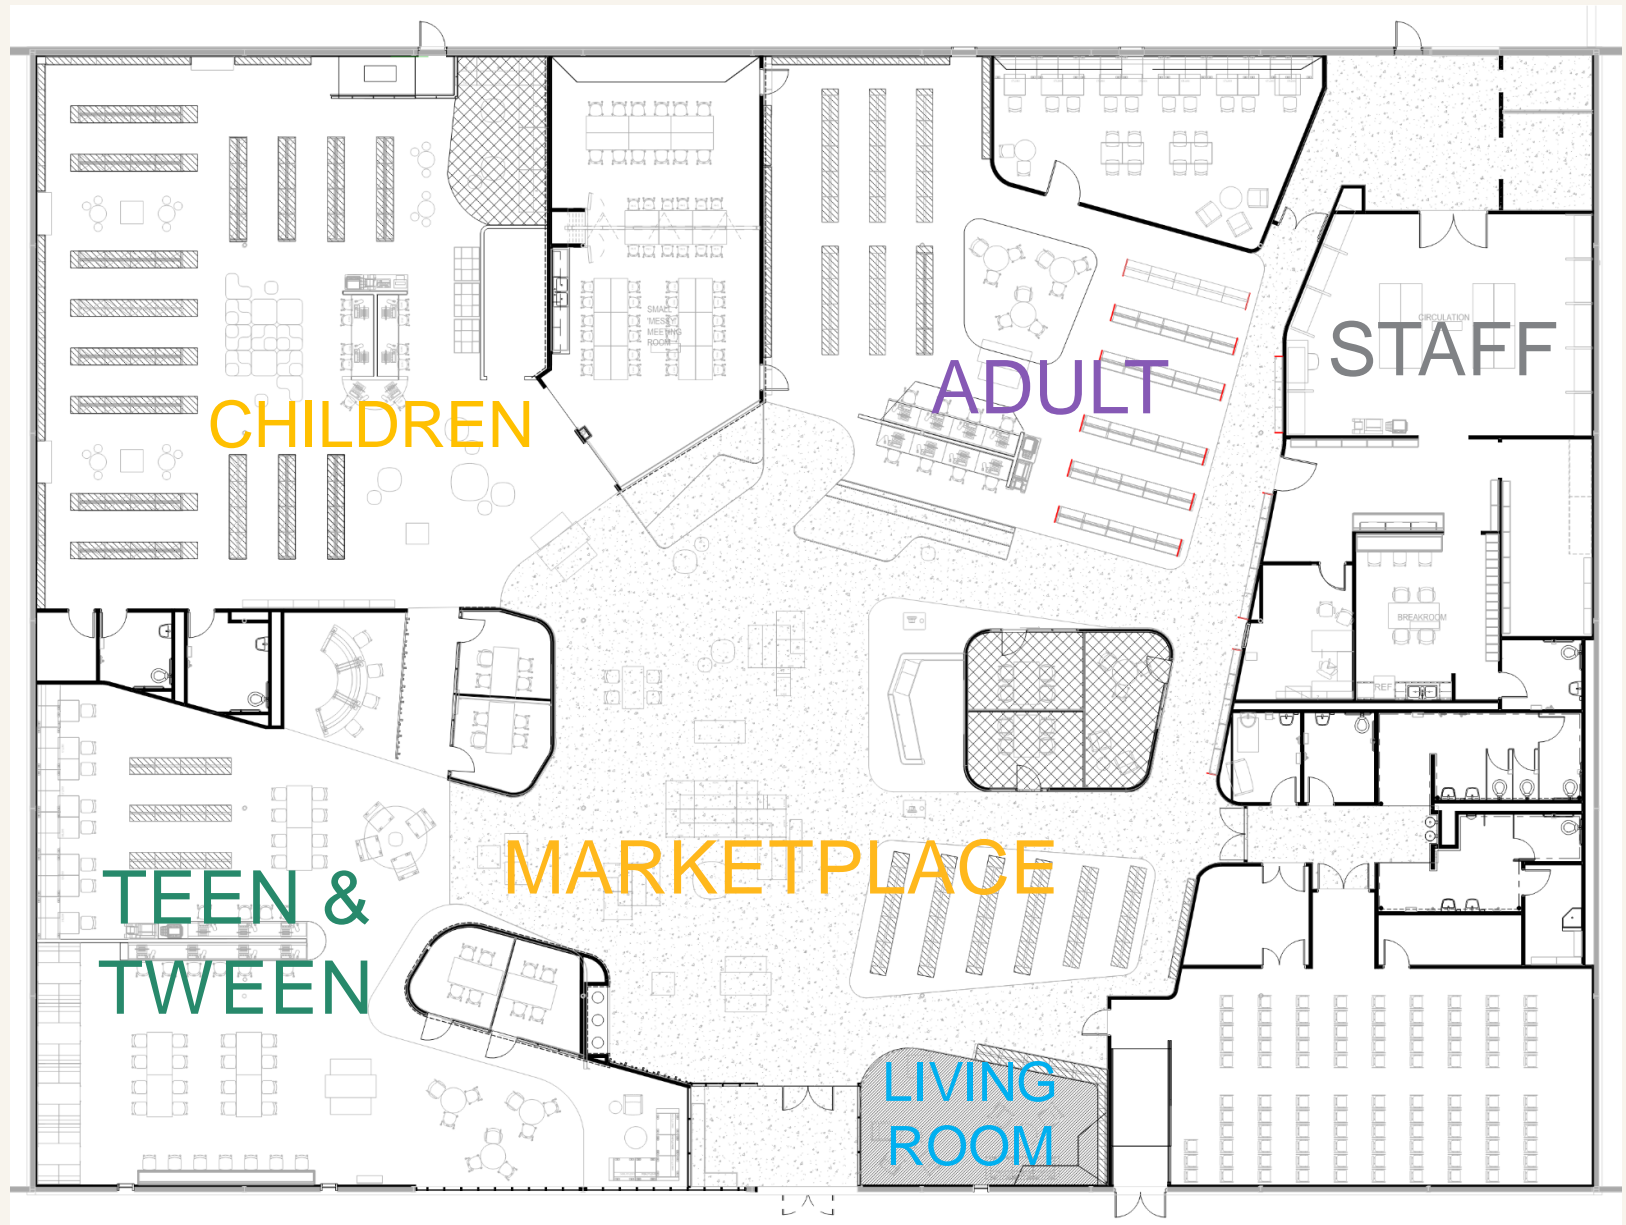 SMALL
'MESSY'
MEETING
ROOM
CIRCULATION
STAFF
ADULT
CHILDREN
BREAKROOM
REF
MARKETPLACE
TEEN &
TWEEN
LIVING
ROOM